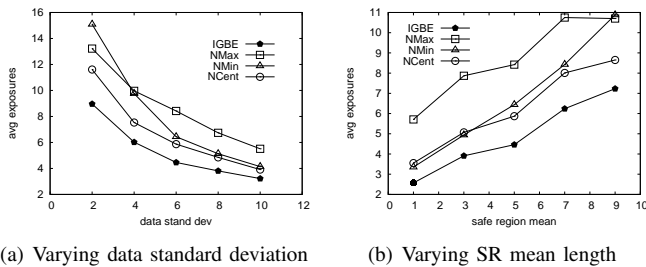 avg exposures
16
14
12
10
8
6
4
2
0 2 4 6 8 10 12
data stand dev
IGBE
NMax
NMin
NCent
(a) Varying data standard deviation
avg exposures
11
10
9
8
7
6
5
4
3
2
0 1 2 3 4 5 6 7 8 9 10
safe region mean
IGBE
NMax
NMin
NCent
(b) Varying SR mean length